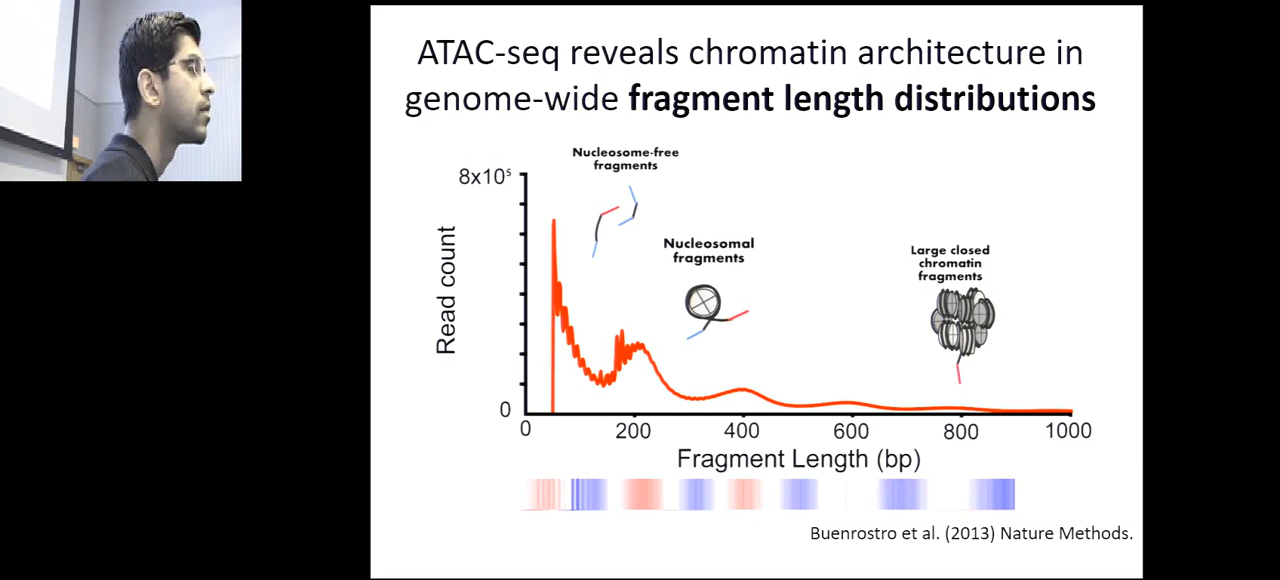 ATAC-seq reveals chromatin architecture in
genome-wide fragment length distributions
Nucleosome-free
fragments
8x10⁵
Nucleosomal
fragments
Large closed
chromatin
fragments
Read count
0
0 200 400 600 800 1000
Fragment Length (bp)
Buenrostro et al. (2013) Nature Methods.